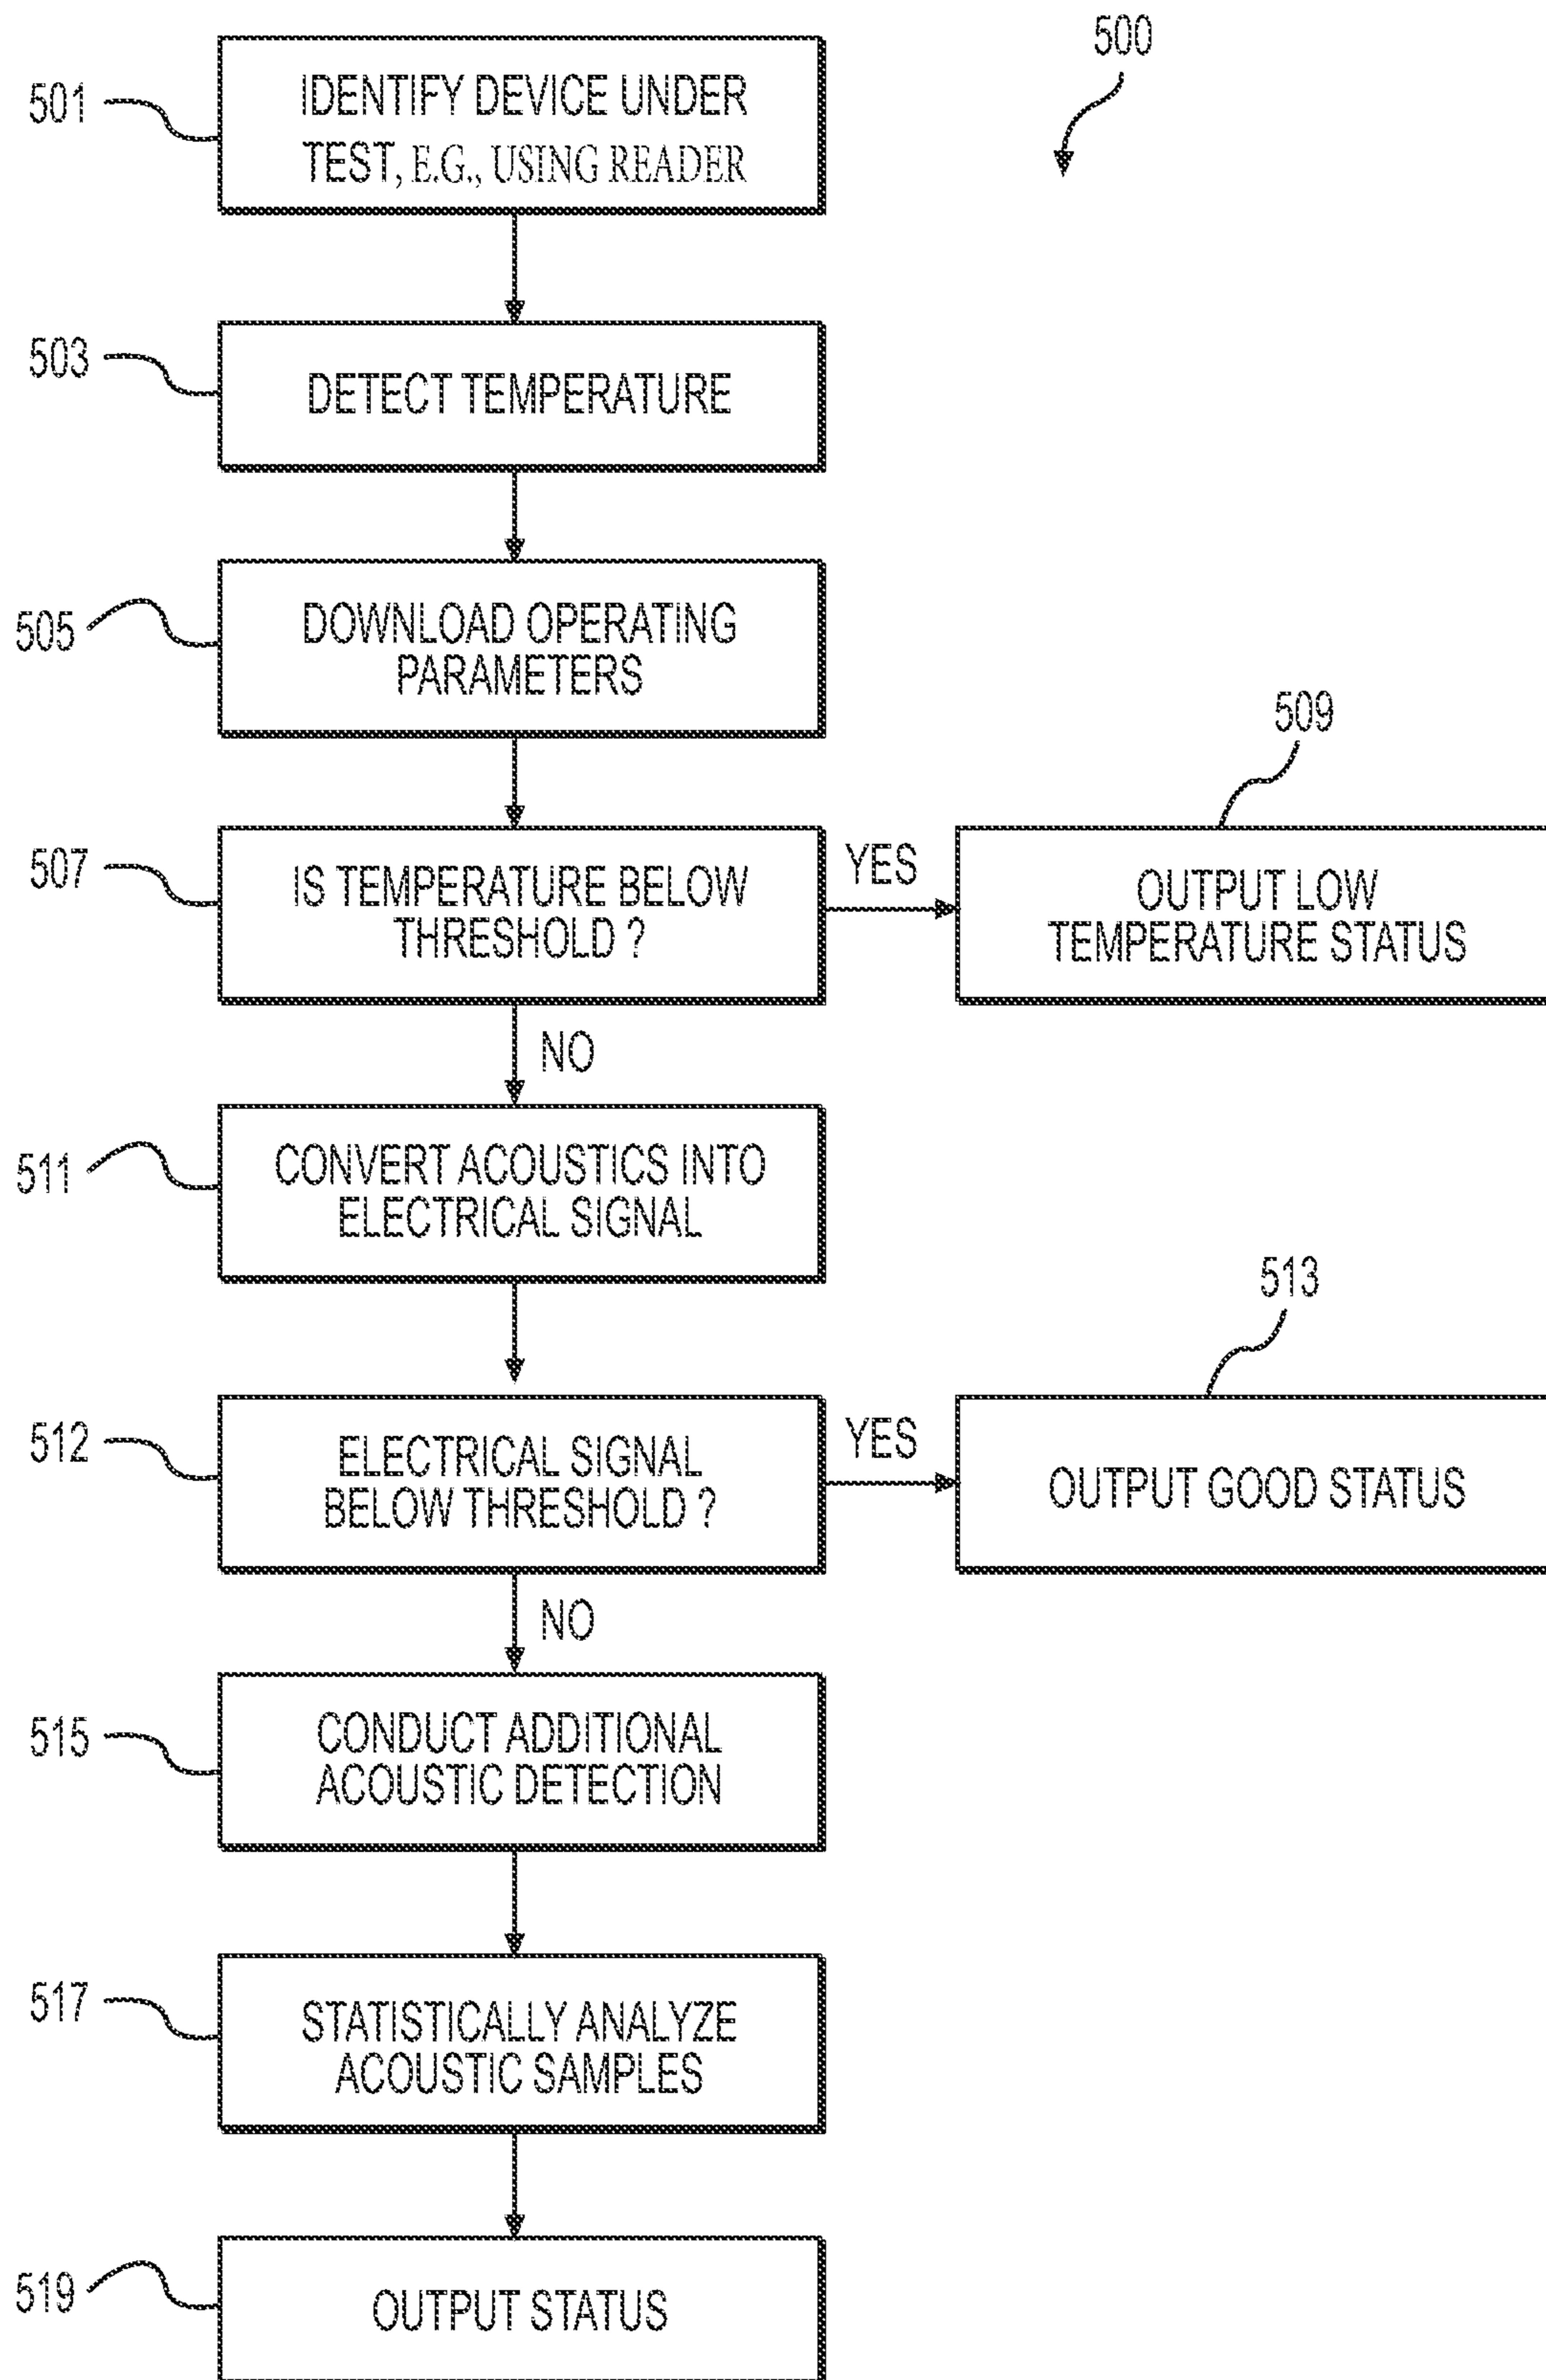 500
501
IDENTIFY DEVICE UNDER
TEST, E.G., USING READER
503
DETECT TEMPERATURE
505
DOWNLOAD OPERATING
PARAMETERS
507
IS TEMPERATURE BELOW
THRESHOLD ?
YES
509
OUTPUT LOW
TEMPERATURE STATUS
NO
511
CONVERT ACOUSTICS INTO
ELECTRICAL SIGNAL
512
ELECTRICAL SIGNAL
BELOW THRESHOLD ?
YES
513
OUTPUT GOOD STATUS
NO
515
CONDUCT ADDITIONAL
ACOUSTIC DETECTION
517
STATISTICALLY ANALYZE
ACOUSTIC SAMPLES
519
OUTPUT STATUS